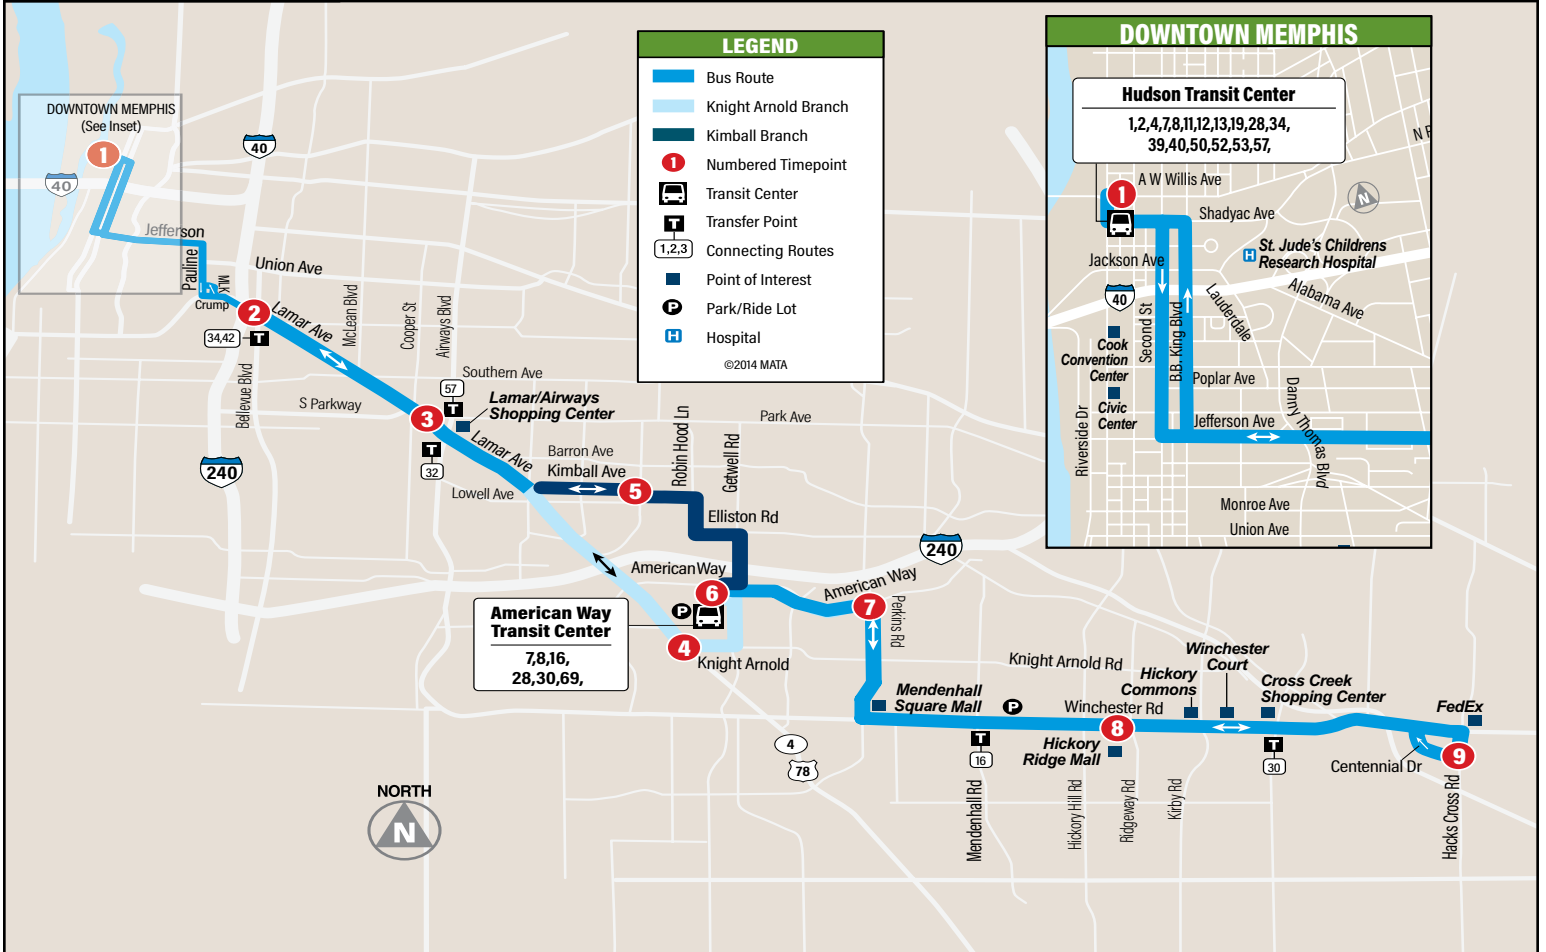 DOWNTOWN MEMPHIS
(See Inset)
1
40
40
Jefferson
Pauline
MLK
Crump
Union Ave
2
Lamar Ave
34,42
T
McLean Blvd
Cooper St
Airways Blvd
Bellevue Blvd
S Parkway
Southern Ave
57
T
Lamar/Airways
Shopping Center
3
T
32
240
Lamar Ave
Barron Ave
Kimball Ave
Lowell Ave
5
Robin Hood Ln
Getwell Rd
Park Ave
Elliston Rd
AmericanWay
6
P
4
Knight Arnold
American Way
Transit Center
7,8,16,
28,30,69,
240
American Way
7
Perkins Rd
Mendenhall
Square Mall
P
Knight Arnold Rd
Winchester Rd
8
Hickory
Ridge Mall
Hickory
Commons
Winchester
Court
Cross Creek
Shopping Center
FedEx
T
16
T
30
Centennial Dr
9
Mendenhall Rd
Hickory Hill Rd
Ridgeway Rd
Kirby Rd
Hacks Cross Rd
4
78
NORTH
N
LEGEND
Bus Route
Knight Arnold Branch
Kimball Branch
1 Numbered Timepoint
Transit Center
T Transfer Point
1,2,3 Connecting Routes
Point of Interest
P Park/Ride Lot
H Hospital
©2014 MATA
DOWNTOWN MEMPHIS
Hudson Transit Center
1,2,4,7,8,11,12,13,19,28,34,
39,40,50,52,53,57,
1
A W Willis Ave
N
Shadyac Ave
H St. Jude's Childrens
Research Hospital
Jackson Ave
40
Alabama Ave
Lauderdale
Second St
B.B. King Blvd
Cook
Convention
Center
Civic
Center
Poplar Ave
Jefferson Ave
Danny Thomas Blvd
Riverside Dr
Monroe Ave
Union Ave